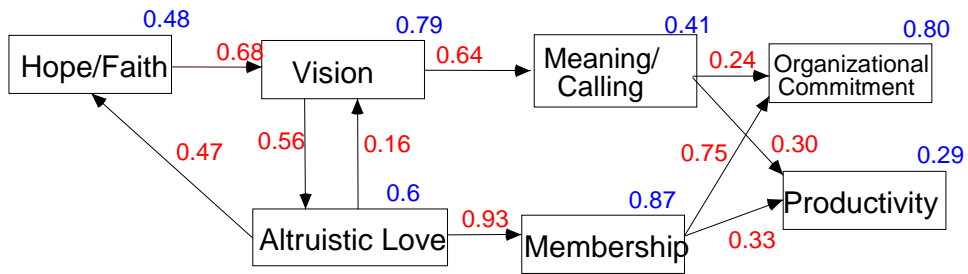 0.48
0.79
0.41
0.80
Hope/Faith
0.68
Vision
0.64
Meaning/
Calling
0.24
Organizational
Commitment
0.47
0.56
0.16
0.75
0.30
0.29
0.6
0.87
Productivity
Altruistic Love
0.93
Membership
0.33